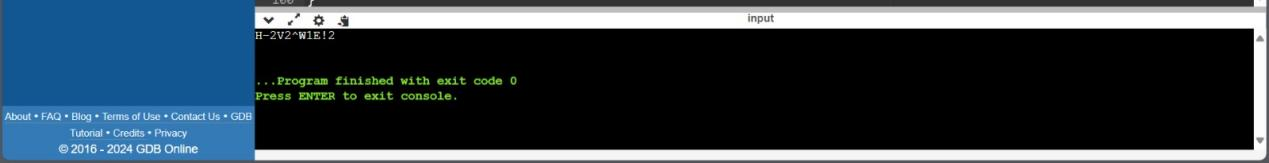 100 }
input
H-2V2^W1E!2
...Program finished with exit code 0
Press ENTER to exit console.
About • FAQ • Blog • Terms of Use • Contact Us • GDB
Tutorial • Credits • Privacy
© 2016 - 2024 GDB Online